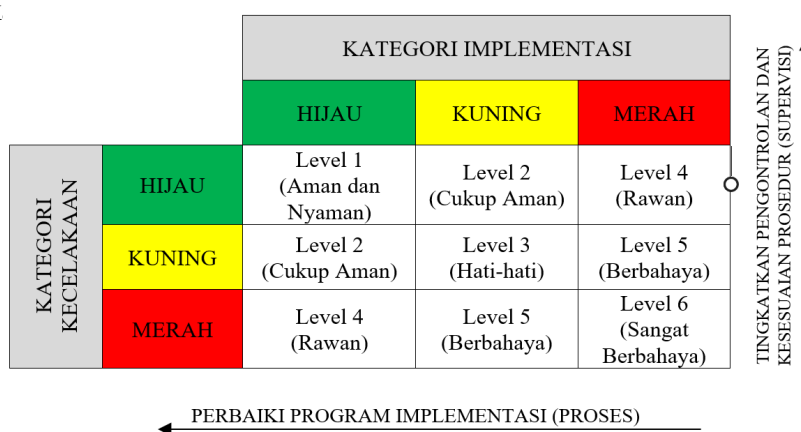 KATEGORI IMPLEMENTASI
HIJAU
KUNING
MERAH
KATEGORI
KECELAKAAN
HIJAU
Level 1
(Aman dan
Nyaman)
Level 2
(Cukup Aman)
Level 4
(Rawan)
KUNING
Level 2
(Cukup Aman)
Level 3
(Hati-hati)
Level 5
(Berbahaya)
MERAH
Level 4
(Rawan)
Level 5
(Berbahaya)
Level 6
(Sangat
Berbahaya)
TINGKATKAN PENGONTROLAN DAN
KESESUAIAN PROSEDUR (SUPERVISI)
PERBAIKI PROGRAM IMPLEMENTASI (PROSES)